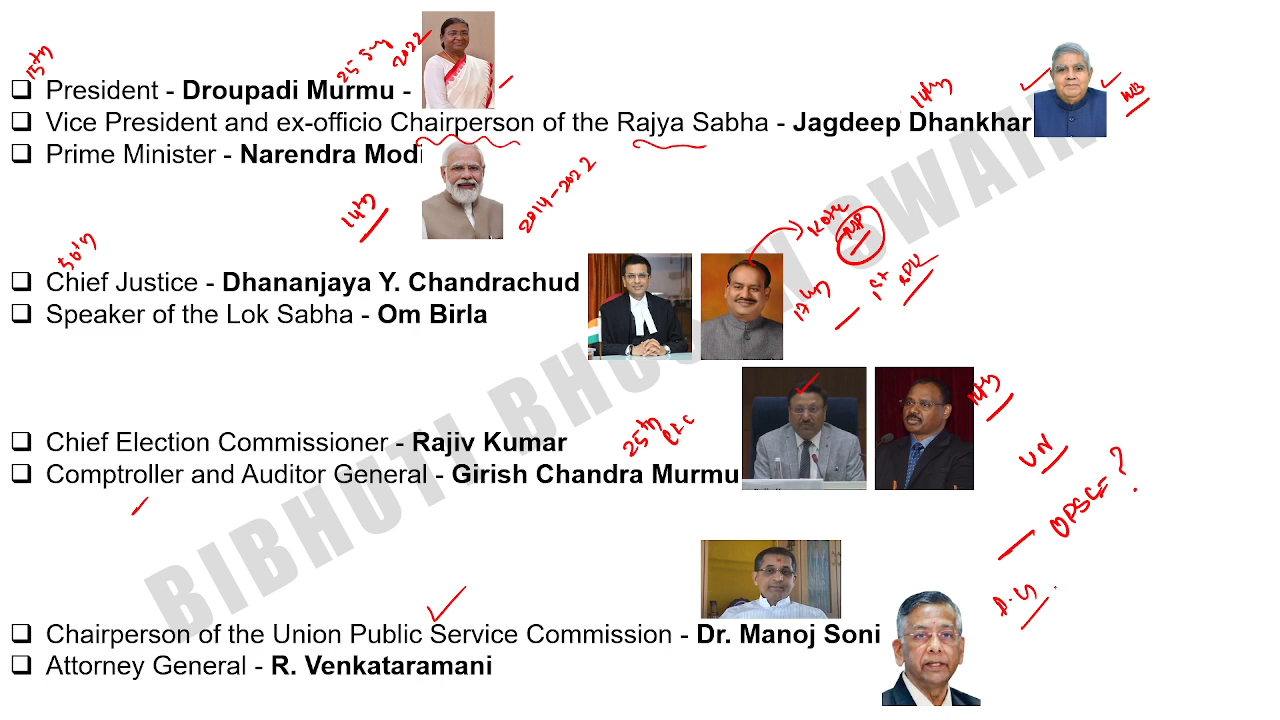 15th
25 July
2022
❑ President - Droupadi Murmu -
14th
WB
❑ Vice President and ex-officio Chairperson of the Rajya Sabha - Jagdeep Dhankhar
❑ Prime Minister - Narendra Modi
14th
2014-2022
50th
Kota
❑ Chief Justice - Dhananjaya Y. Chandrachud
17th
1st
❑ Speaker of the Lok Sabha - Om Birla
14th
25th
CEC
❑ Chief Election Commissioner - Rajiv Kumar
UN
❑ Comptroller and Auditor General - Girish Chandra Murmu
OPSC ?
❑ Chairperson of the Union Public Service Commission - Dr. Manoj Soni
❑ Attorney General - R. Venkataramani
BIBHUTI BHUSAN SWAIN